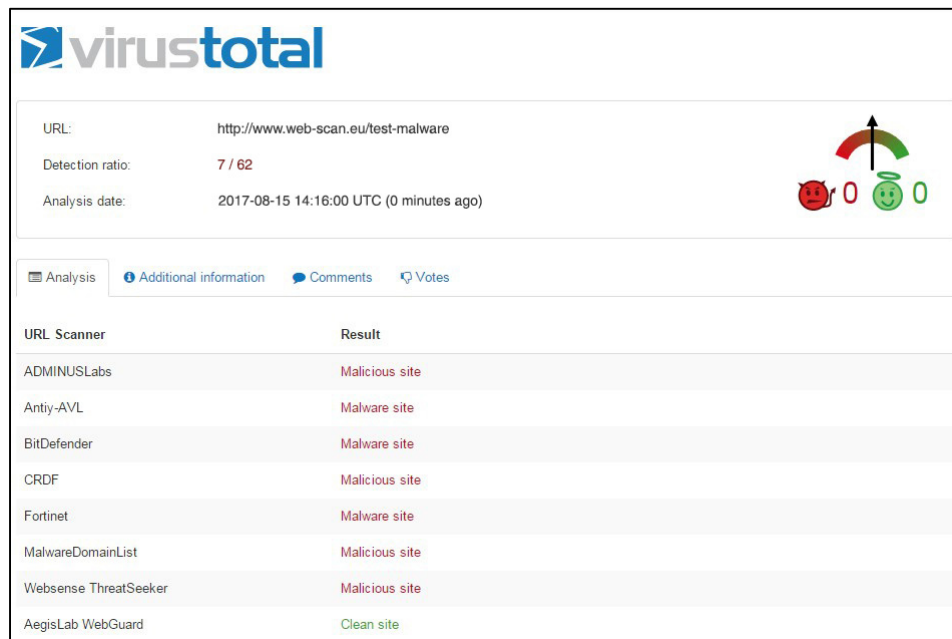 virustotal
URL: http://www.web-scan.eu/test-malware
Detection ratio: 7 / 62
Analysis date: 2017-08-15 14:16:00 UTC (0 minutes ago)
0 0
Analysis Additional information Comments Votes
URL Scanner Result
ADMINUSLabs Malicious site
Antiy-AVL Malware site
BitDefender Malware site
CRDF Malicious site
Fortinet Malware site
MalwareDomainList Malicious site
Websense ThreatSeeker Malicious site
AegisLab WebGuard Clean site